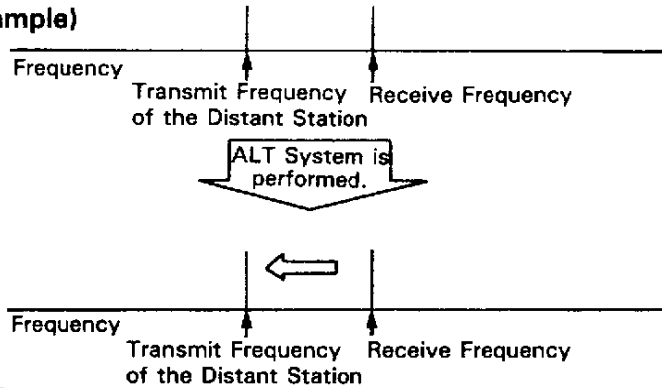 mple)
Frequency
Transmit Frequency Receive Frequency
of the Distant Station
ALT System is
performed.
Frequency
Transmit Frequency Receive Frequency
of the Distant Station